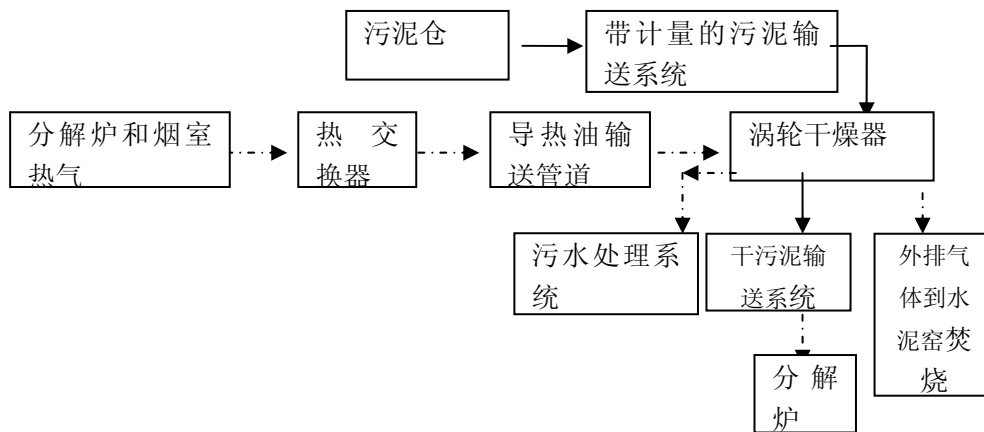 污泥仓
带计量的污泥输
送系统
分解炉和烟室
热气
热交
换器
导热油输
送管道
涡轮干燥器
污水处理系
统
干污泥输
送系统
外排气
体到水
泥窑焚
烧
分解
炉